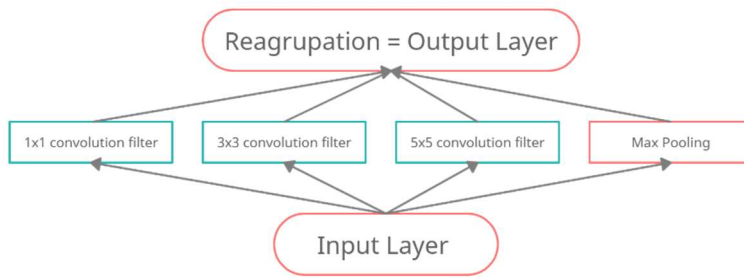 Reagrupation = Output Layer
1x1 convolution filter
3x3 convolution filter
5x5 convolution filter
Max Pooling
Input Layer